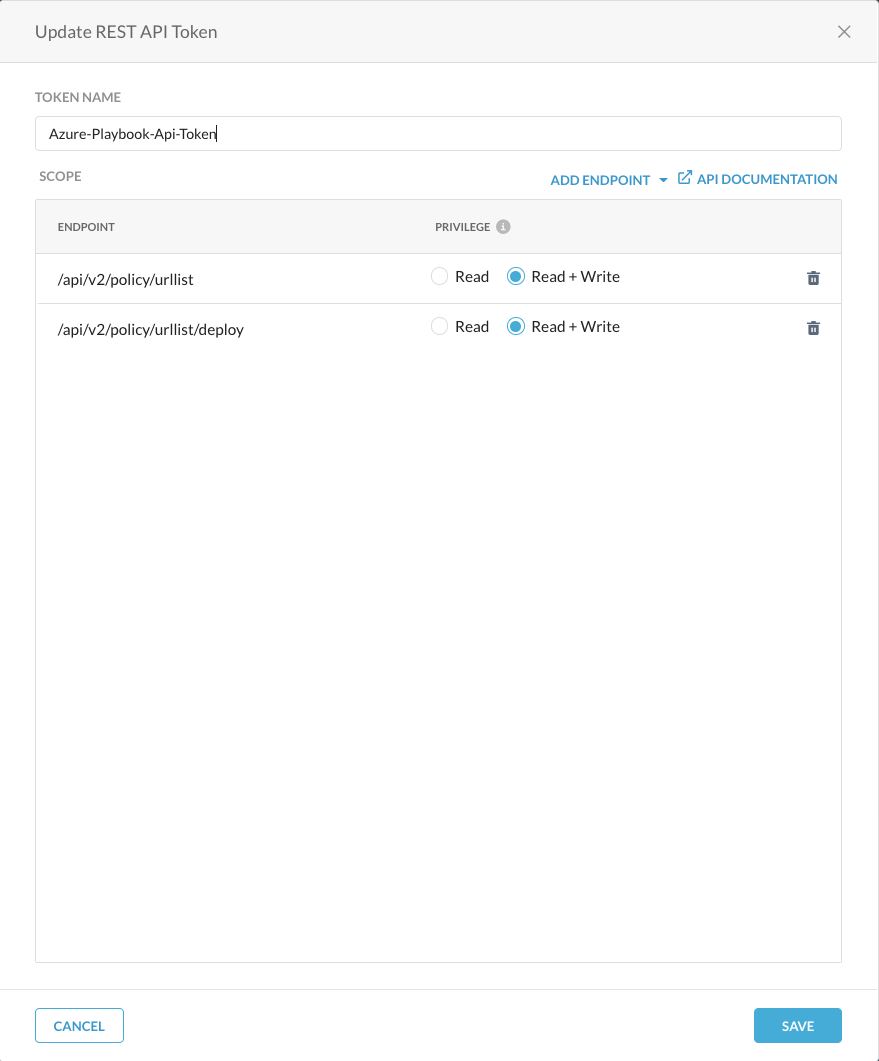 Update REST API Token
TOKEN NAME
Azure-Playbook-Api-Token
SCOPE
ADD ENDPOINT
API DOCUMENTATION
ENDPOINT
PRIVILEGE
/api/v2/policy/urllist
Read
Read + Write
/api/v2/policy/urllist/deploy
Read
Read + Write
CANCEL
SAVE